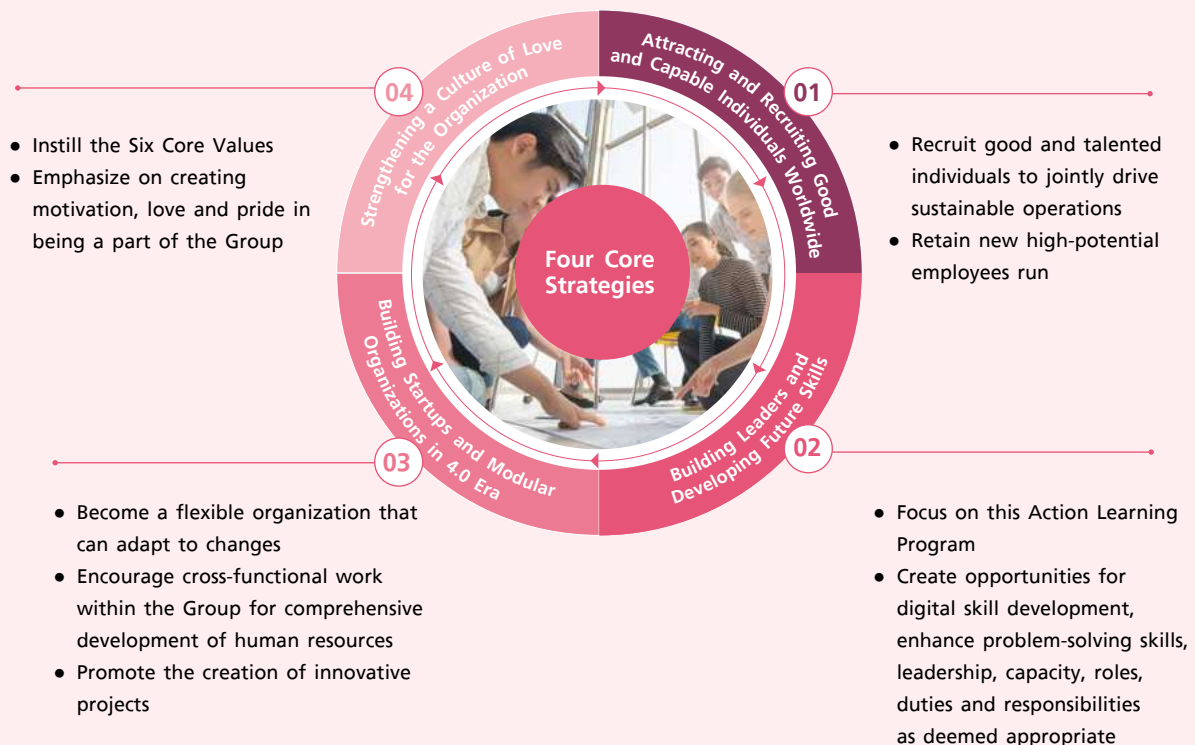 Four Core
Strategies
01
Attracting and Recruiting Good
and Capable Individuals Worldwide
● Recruit good and talented
individuals to jointly drive
sustainable operations
● Retain new high-potential
employees run
02
Building Leaders and
Developing Future Skills
● Focus on this Action Learning
Program
● Create opportunities for
digital skill development,
enhance problem-solving skills,
leadership, capacity, roles,
duties and responsibilities
as deemed appropriate
03
Building Startups and Modular
Organizations in 4.0 Era
● Become a flexible organization that
can adapt to changes
● Encourage cross-functional work
within the Group for comprehensive
development of human resources
● Promote the creation of innovative
projects
04
Strengthening a Culture of Love
for the Organization
● Instill the Six Core Values
● Emphasize on creating
motivation, love and pride in
being a part of the Group